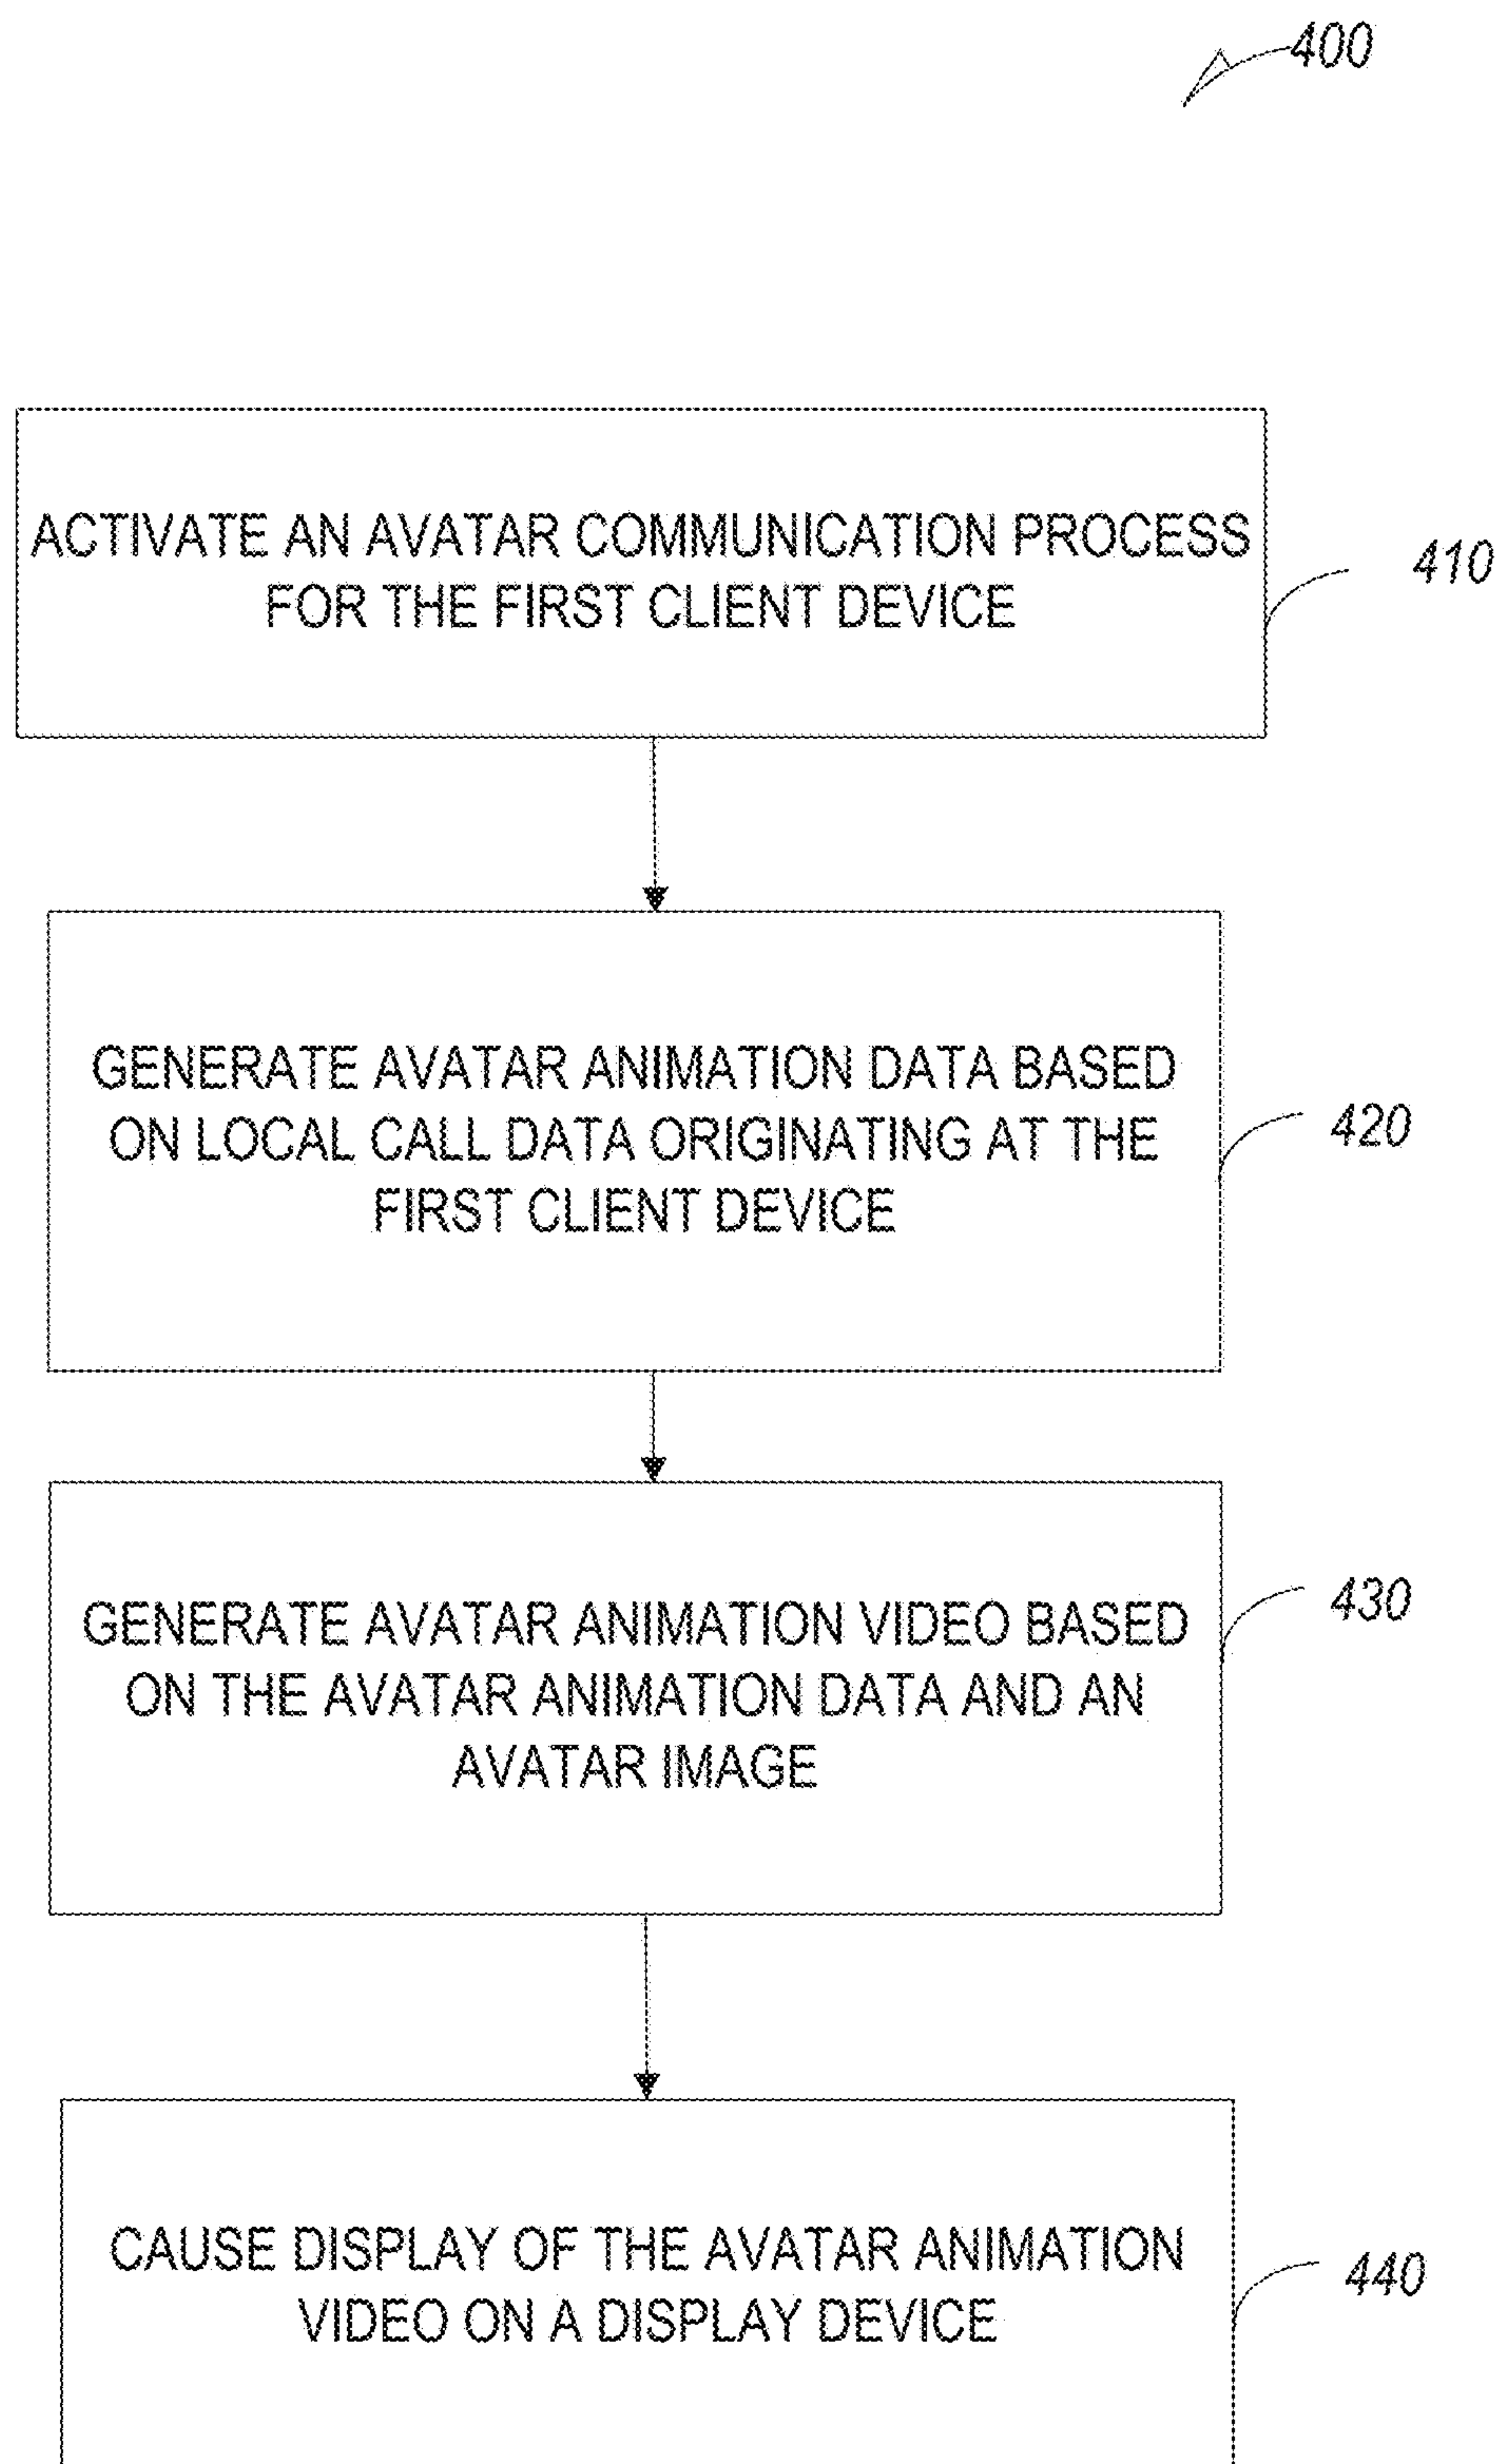 400
ACTIVATE AN AVATAR COMMUNICATION PROCESS
FOR THE FIRST CLIENT DEVICE
410
GENERATE AVATAR ANIMATION DATA BASED
ON LOCAL CALL DATA ORIGINATING AT THE
FIRST CLIENT DEVICE
420
GENERATE AVATAR ANIMATION VIDEO BASED
ON THE AVATAR ANIMATION DATA AND AN
AVATAR IMAGE
430
CAUSE DISPLAY OF THE AVATAR ANIMATION
VIDEO ON A DISPLAY DEVICE
440